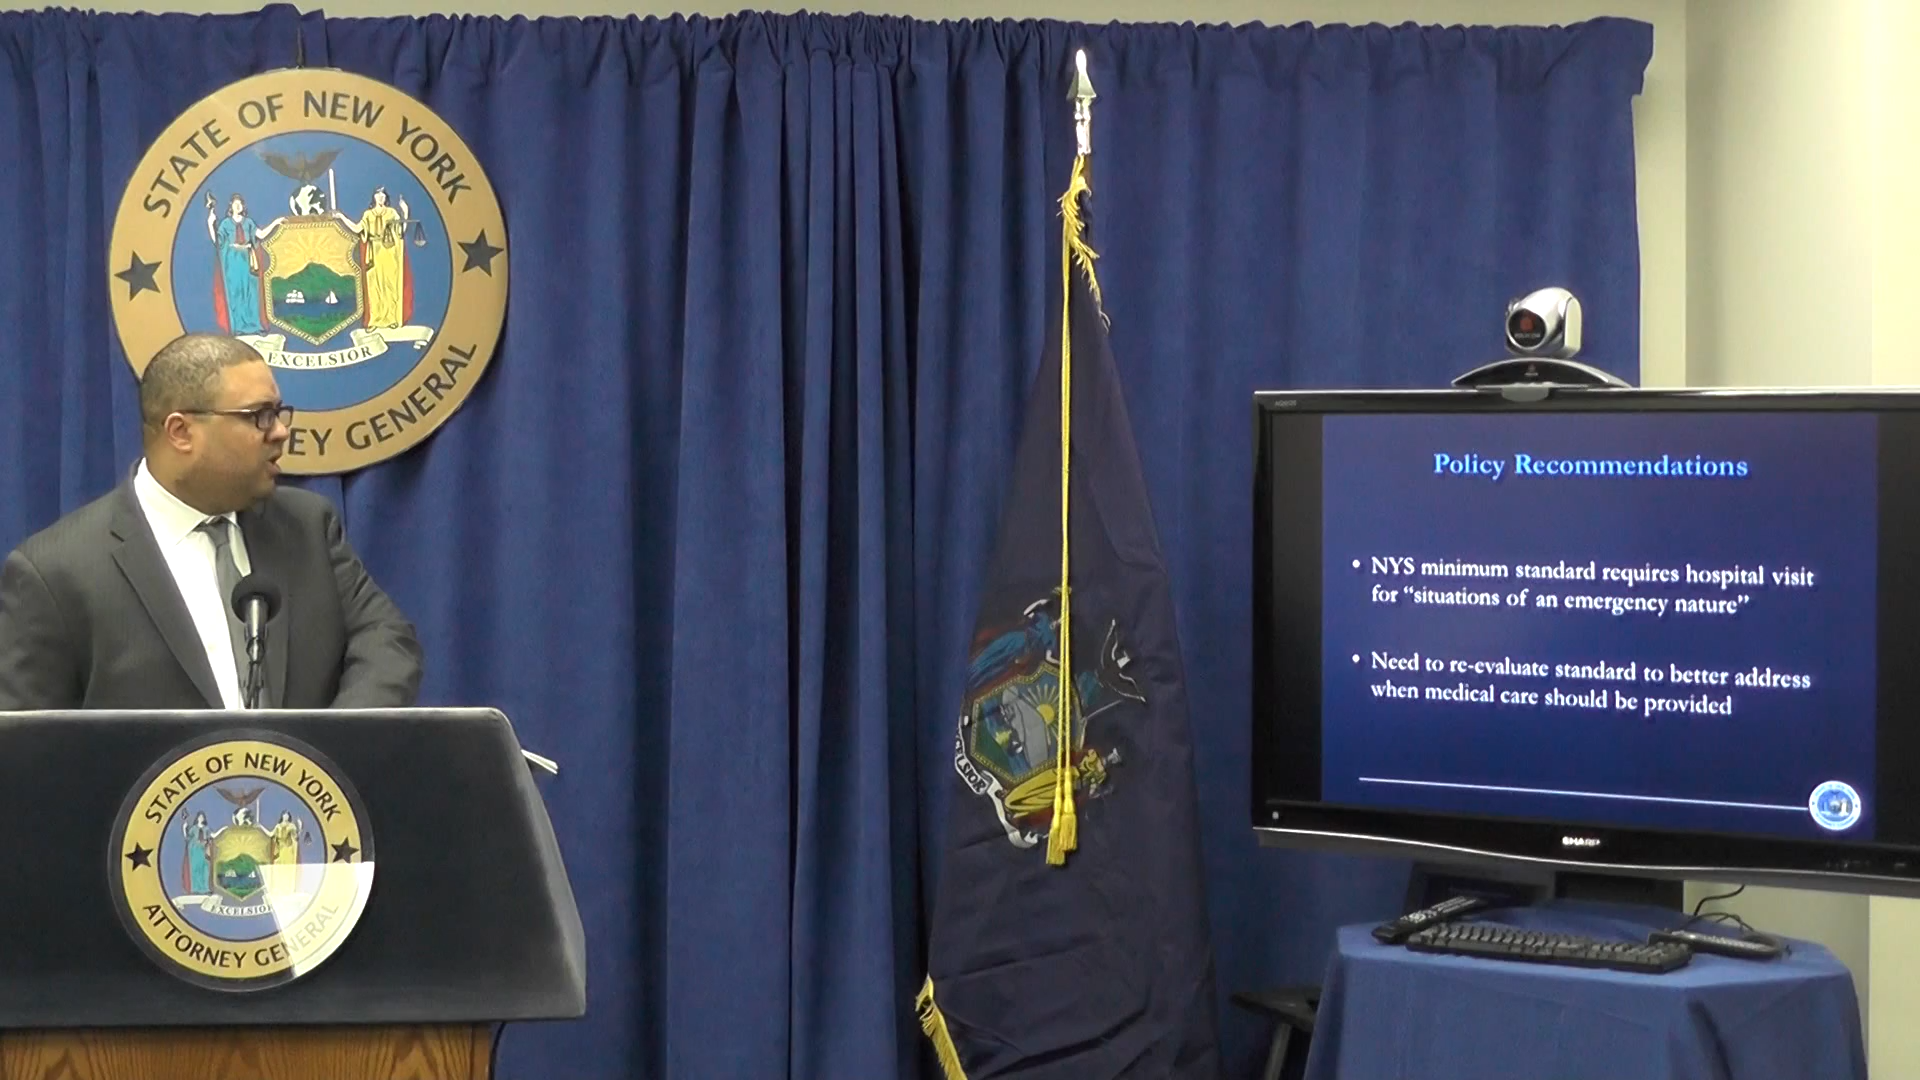 STATE OF NEW YORK
EXCELSIOR
EY GENERAL
STATE OF NEW YORK
EXCELSIOR
ATTORNEY GENERAL
Policy Recommendations
• NYS minimum standard requires hospital visit
for “situations of an emergency nature”
• Need to re-evaluate standard to better address
when medical care should be provided
SHARP